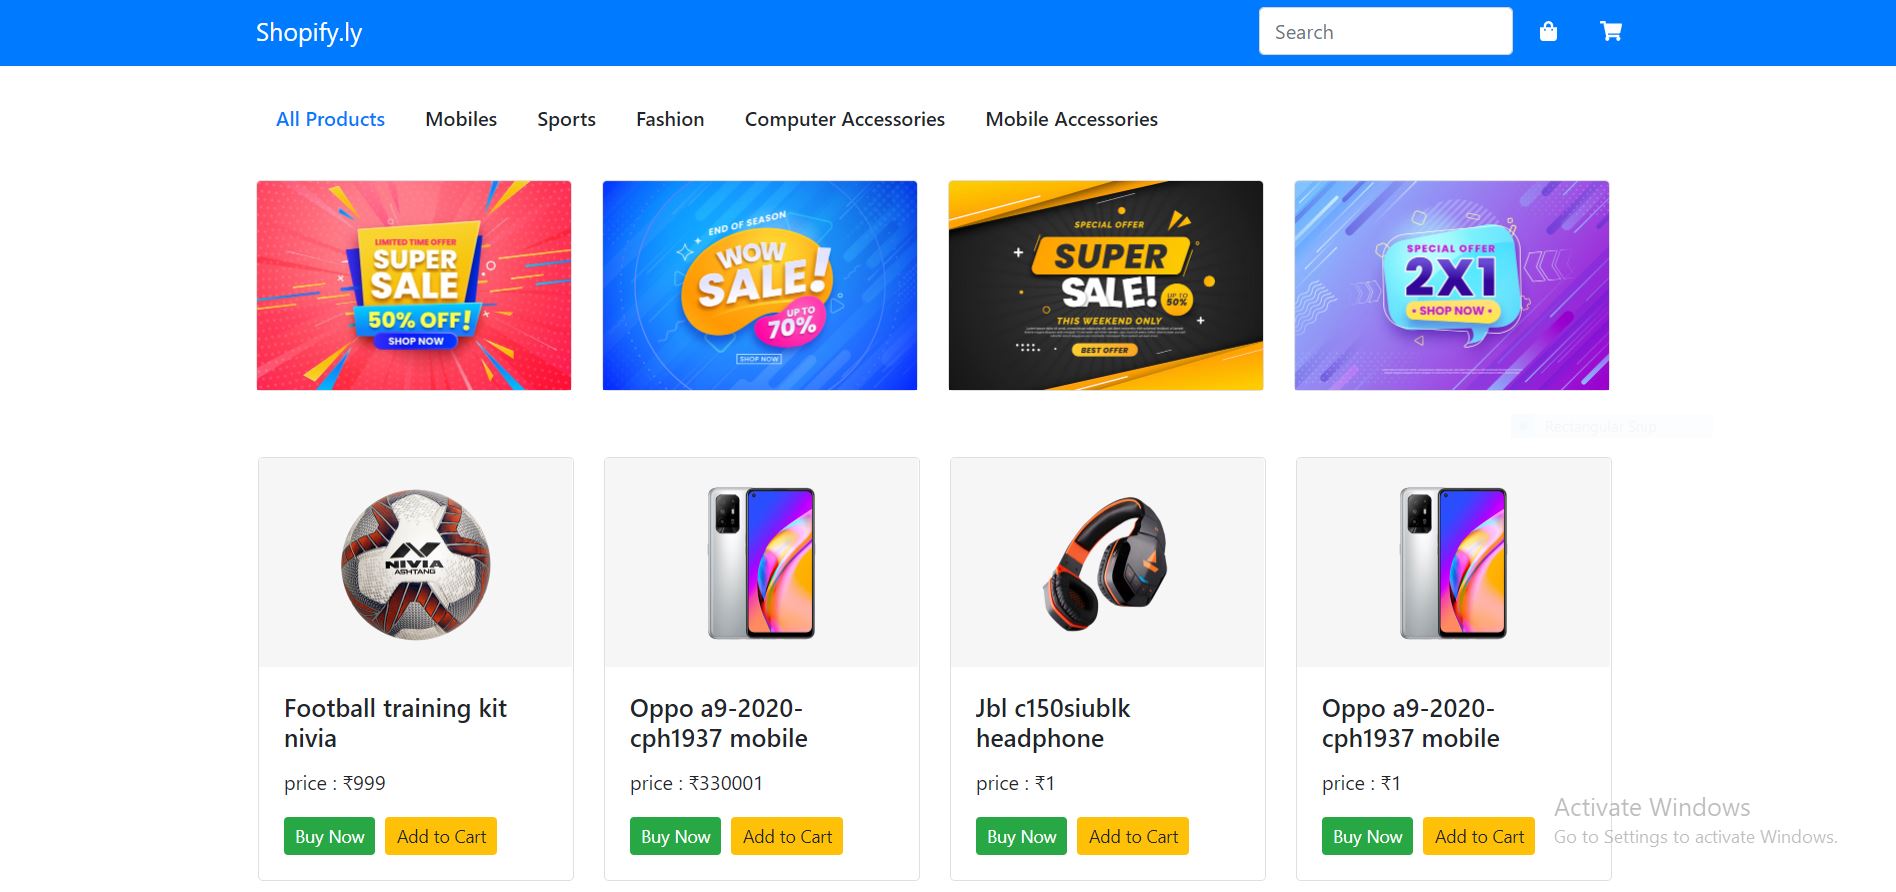 Shopify.ly
Search
All Products
Mobiles
Sports
Fashion
Computer Accessories
Mobile Accessories
LIMITED TIME OFFER
SUPER
SALE
50% OFF!
SHOP NOW
END OF SEASON
WOW
SALE!
UP TO
70%
SHOP NOW
SPECIAL OFFER
SUPER
SALE!
UP TO
50%
THIS WEEKEND ONLY
BEST OFFER
SPECIAL OFFER
2X1
• SHOP NOW •
Rectangular Snip
NIVIA
ASHTANG
Football training kit
nivia
price : ₹999
Buy Now
Add to Cart
Oppo a9-2020-
cph1937 mobile
price : ₹330001
Buy Now
Add to Cart
Jbl c150siublk
headphone
price : ₹1
Buy Now
Add to Cart
Oppo a9-2020-
cph1937 mobile
price : ₹1
Buy Now
Add to Cart
Activate Windows
Go to Settings to activate Windows.